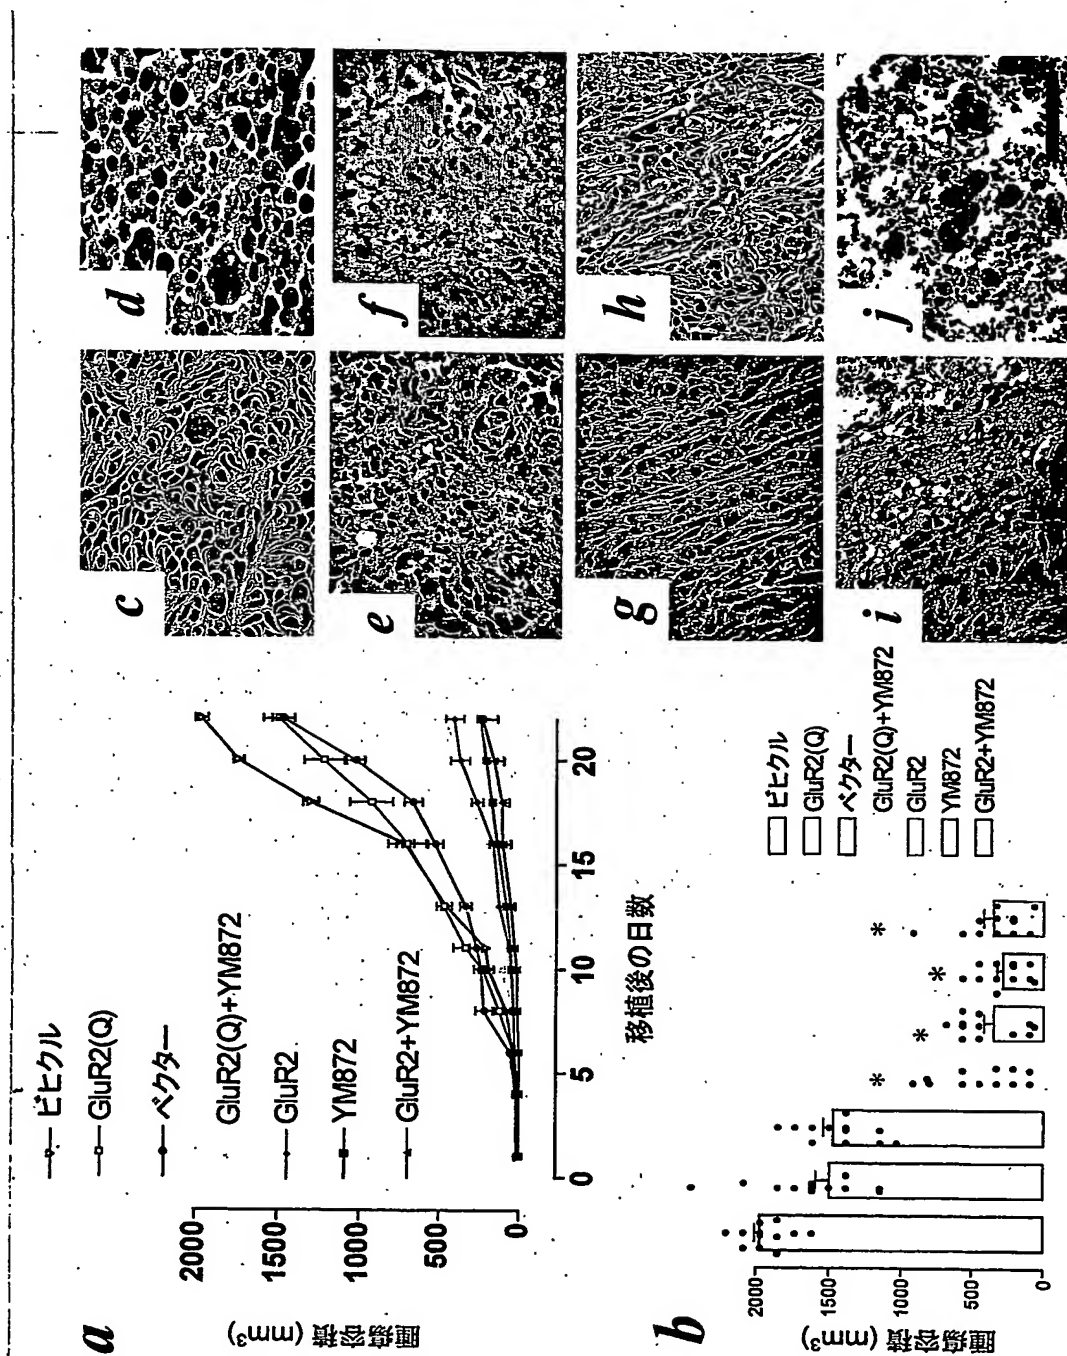 a
腫瘍容積 (mm³)
2000
1500
1000
500
0
ビヒクル
GluR2(Q)
ベクター
GluR2(Q)+YM872
GluR2
YM872
GluR2+YM872
0 5 10 15 20
移植後の日数
b
腫瘍容積 (mm³)
2000
1500
1000
500
0
* * * *
ビヒクル
GluR2(Q)
ベクター
GluR2(Q)+YM872
GluR2
YM872
GluR2+YM872
c
d
e
f
g
h
i
j